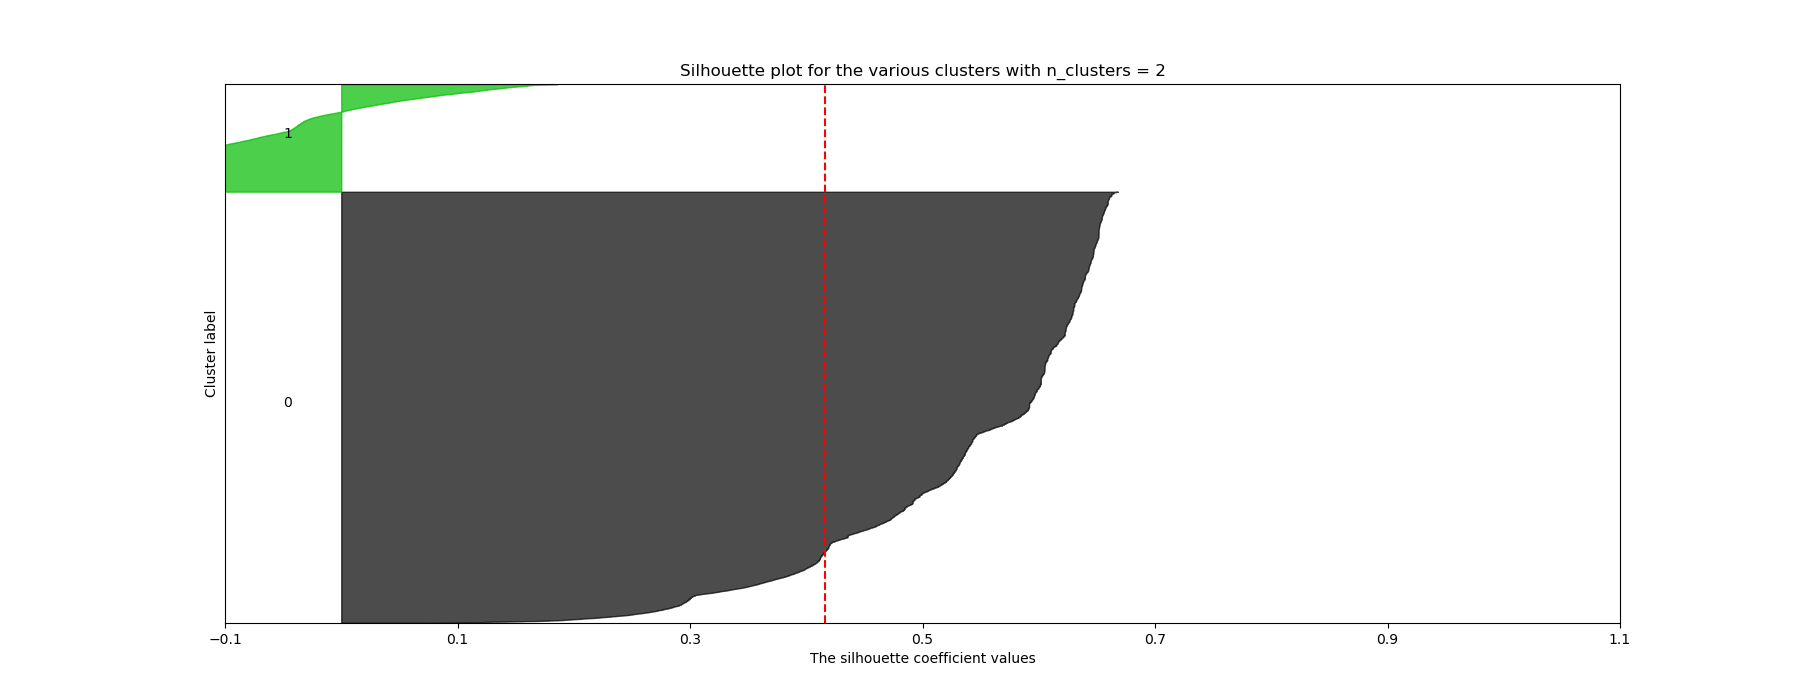 Silhouette plot for the various clusters with n_clusters = 2
1
0
Cluster label
−0.1 0.1 0.3 0.5 0.7 0.9 1.1
The silhouette coefficient values